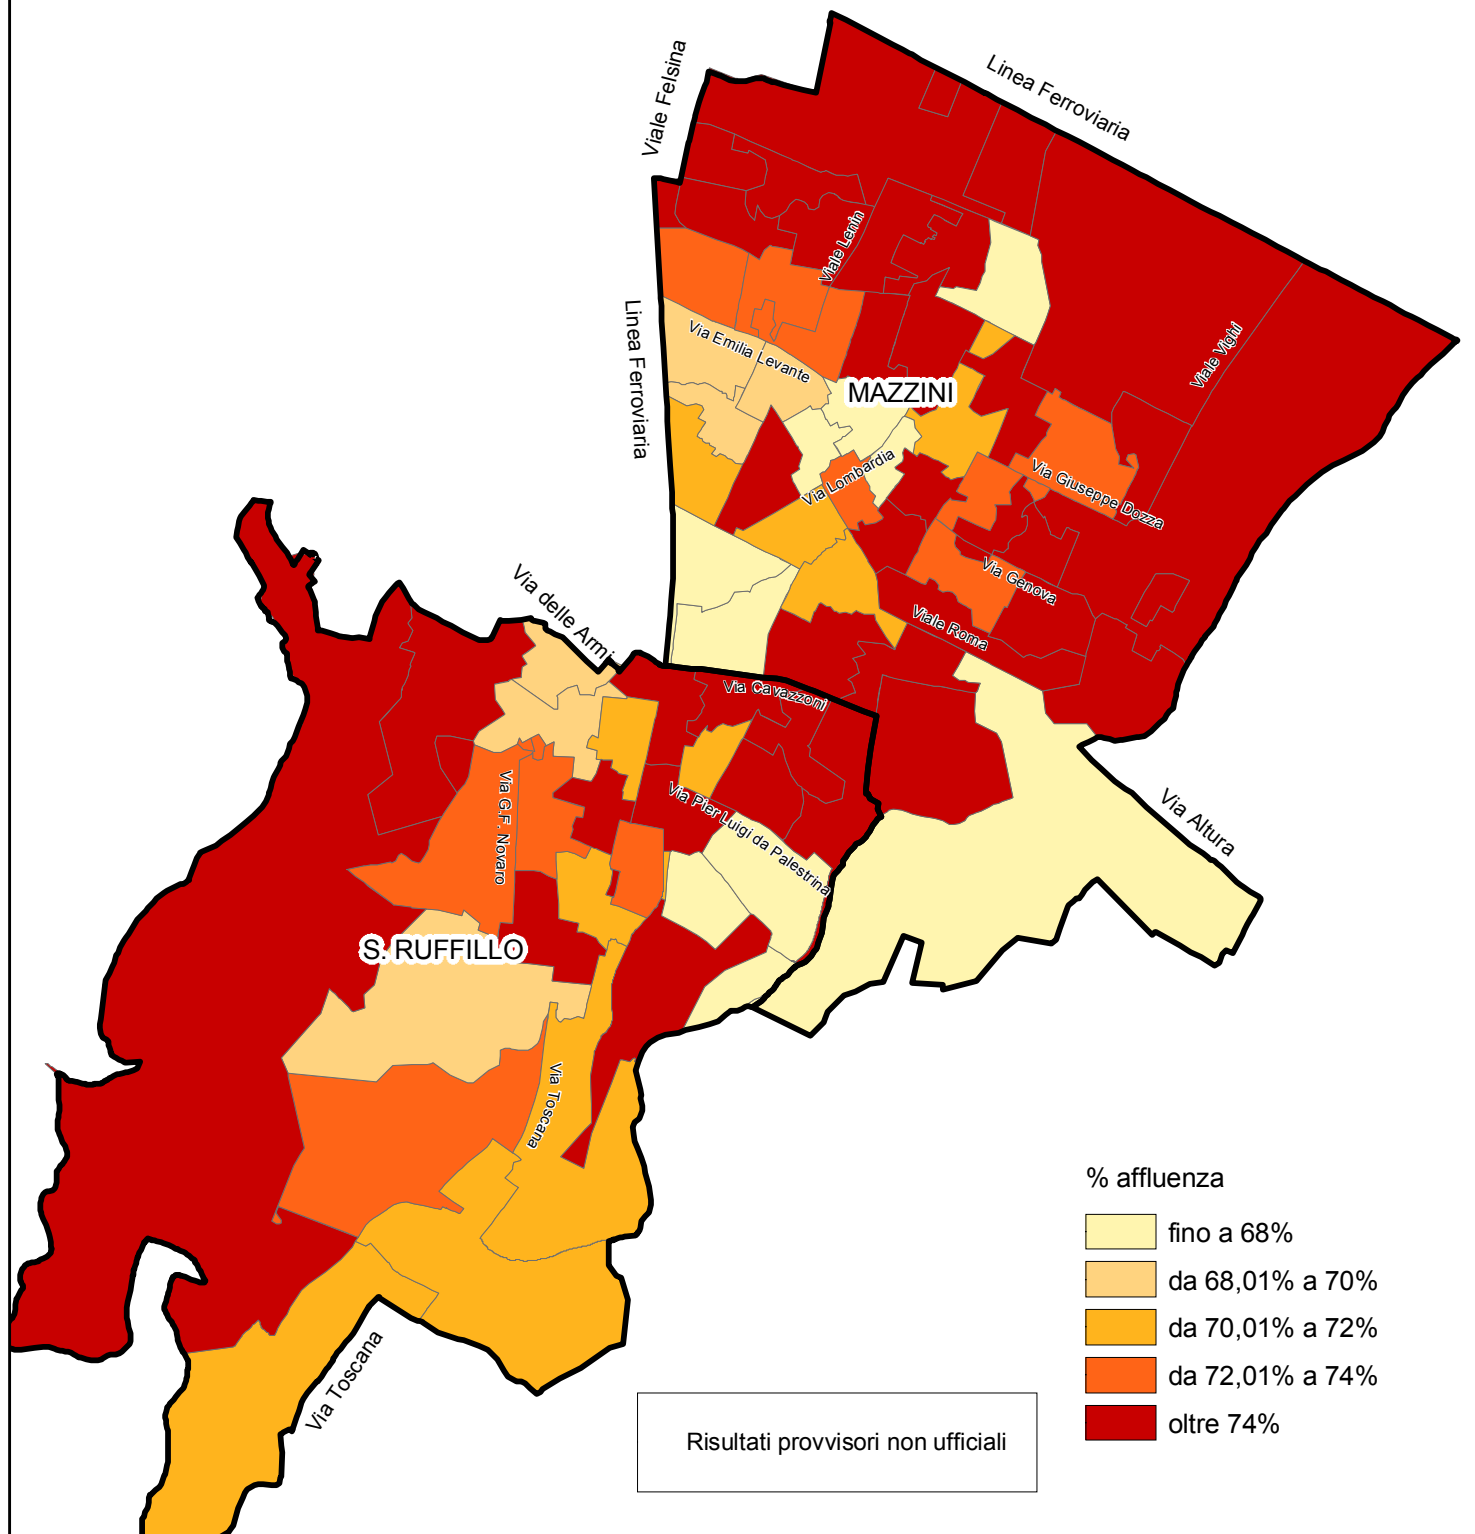 Linea Ferroviaria
Viale Felsina
Viale Lenin
Linea Ferroviaria
Via Emilia Levante
Viale Vighi
MAZZINI
Via Lombardia
Via Giuseppe Dozza
Via Genova
Viale Roma
Via delle Armi
Via Cavazzoni
Via G.F. Novaro
Via Pier Luigi da Palestrina
Via Altura
S. RUFFILLO
Via Toscana
Via Toscana
% affluenza
fino a 68%
da 68,01% a 70%
da 70,01% a 72%
da 72,01% a 74%
oltre 74%
Risultati provvisori non ufficiali